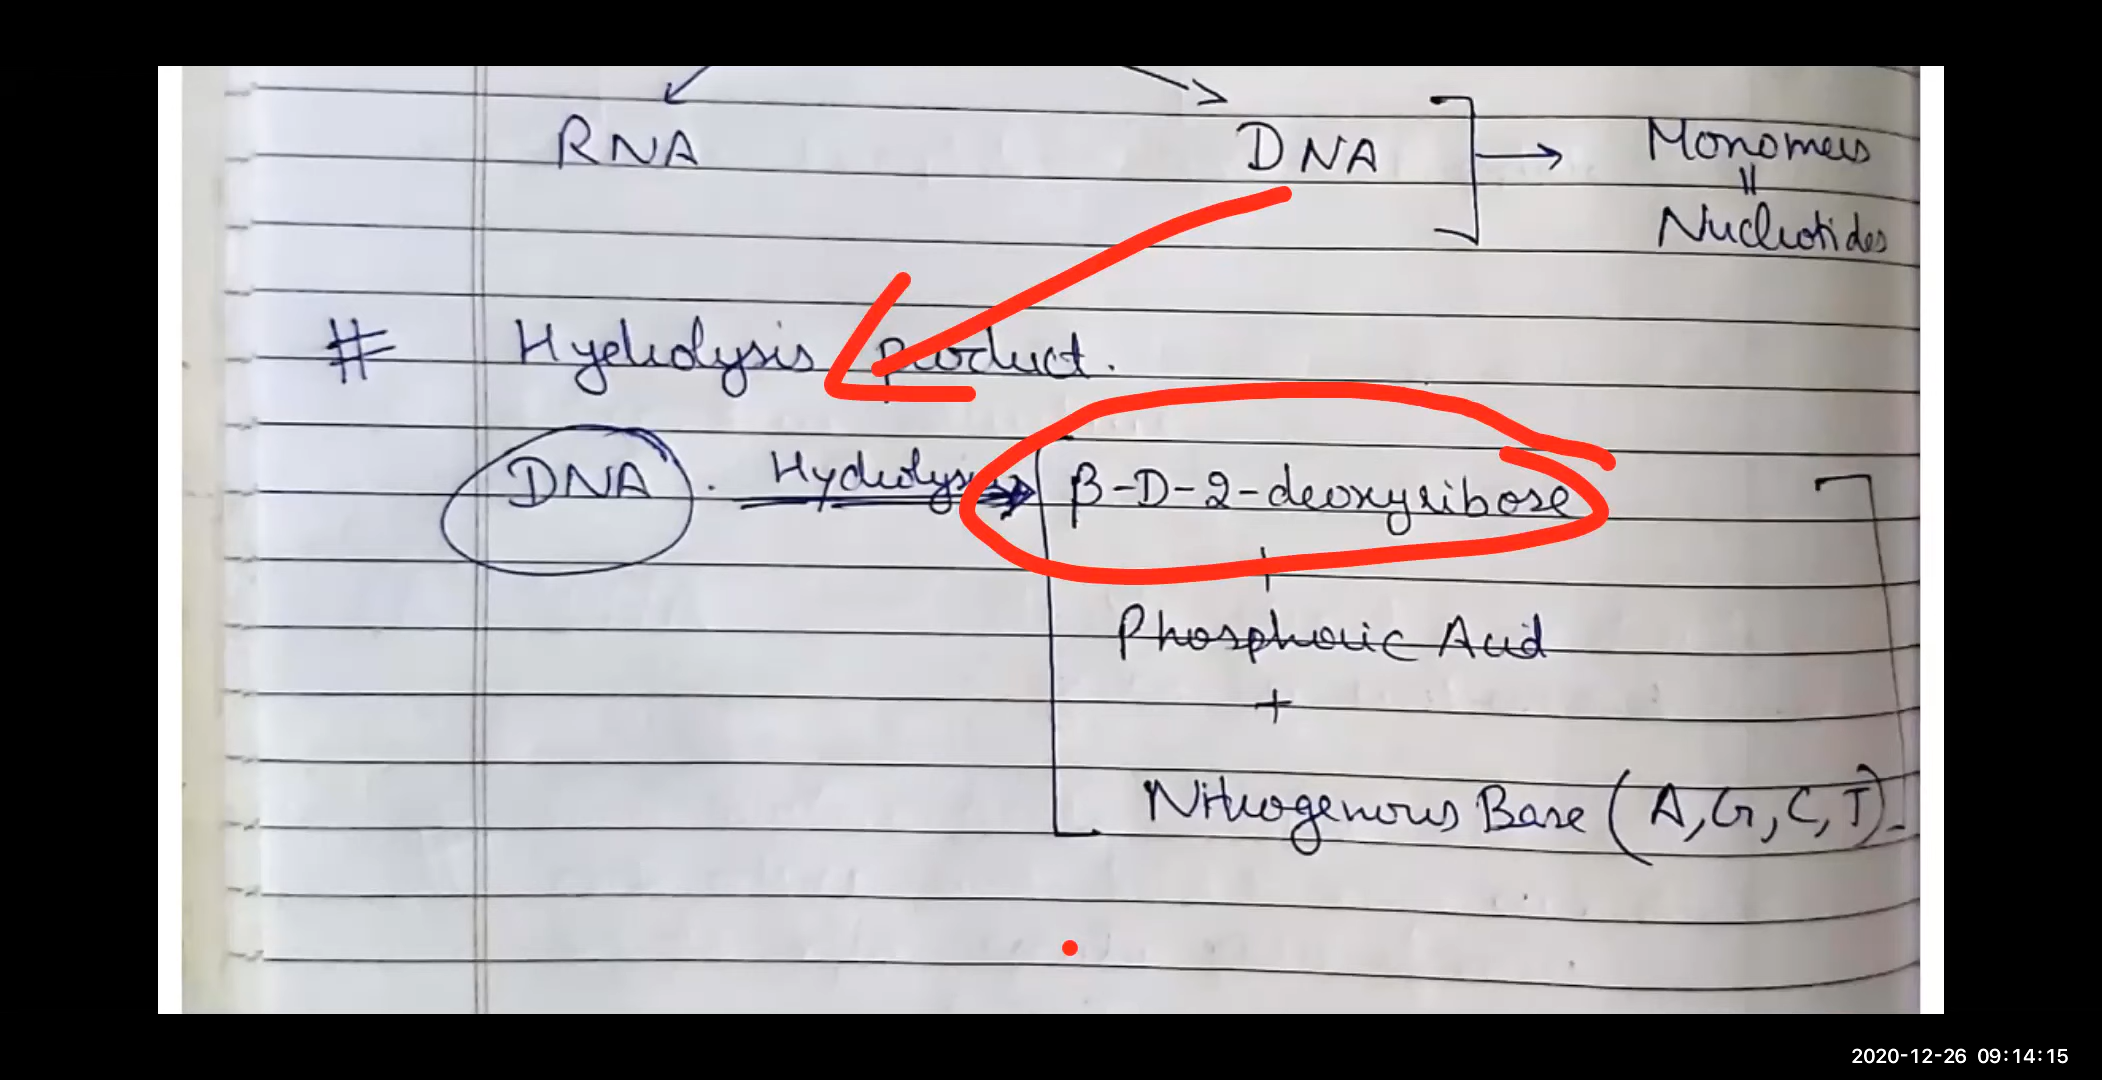 RNA DNA → Monomers
=
Nucleotides
# Hydrolysis product.
DNA . Hydrolysis → β-D-2-deoxyribose
+
Phosphoric Acid
+
Nitrogenous Base (A, G, C, T)
2020-12-26 09:14:15